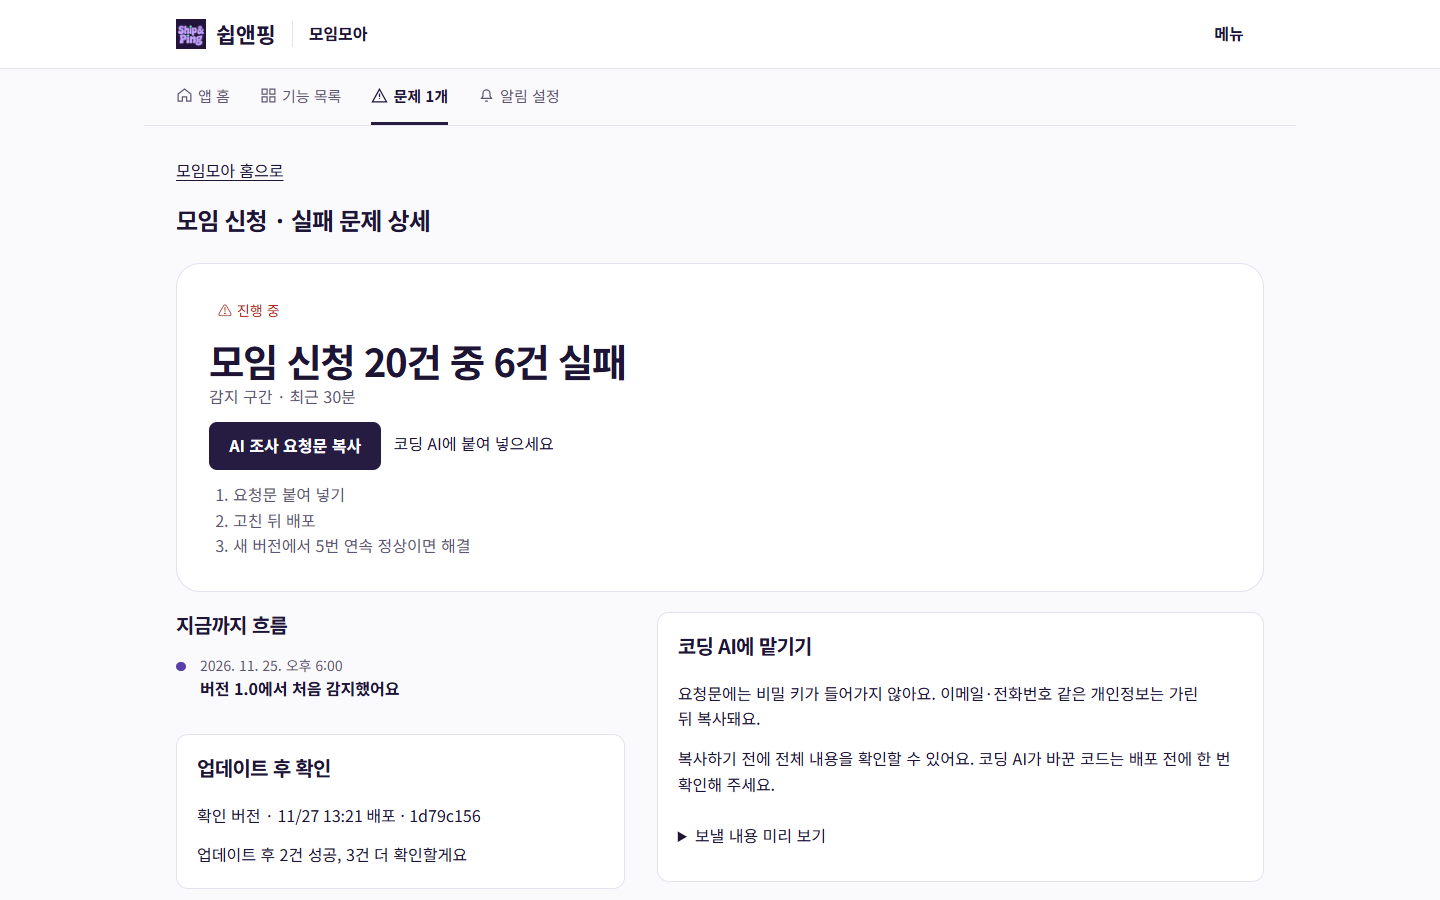 Ship&
Ping
쉽앤핑
모임모아
메뉴
앱 홈
기능 목록
문제 1개
알림 설정
모임모아 홈으로
모임 신청 · 실패 문제 상세
진행 중
모임 신청 20건 중 6건 실패
감지 구간 · 최근 30분
AI 조사 요청문 복사
코딩 AI에 붙여 넣으세요
1. 요청문 붙여 넣기
2. 고친 뒤 배포
3. 새 버전에서 5번 연속 정상이면 해결
지금까지 흐름
2026. 11. 25. 오후 6:00
버전 1.0에서 처음 감지했어요
업데이트 후 확인
확인 버전 · 11/27 13:21 배포 · 1d79c156
업데이트 후 2건 성공, 3건 더 확인할게요
코딩 AI에 맡기기
요청문에는 비밀 키가 들어가지 않아요. 이메일·전화번호 같은 개인정보는 가린
뒤 복사돼요.
복사하기 전에 전체 내용을 확인할 수 있어요. 코딩 AI가 바꾼 코드는 배포 전에 한 번
확인해 주세요.
▶ 보낼 내용 미리 보기